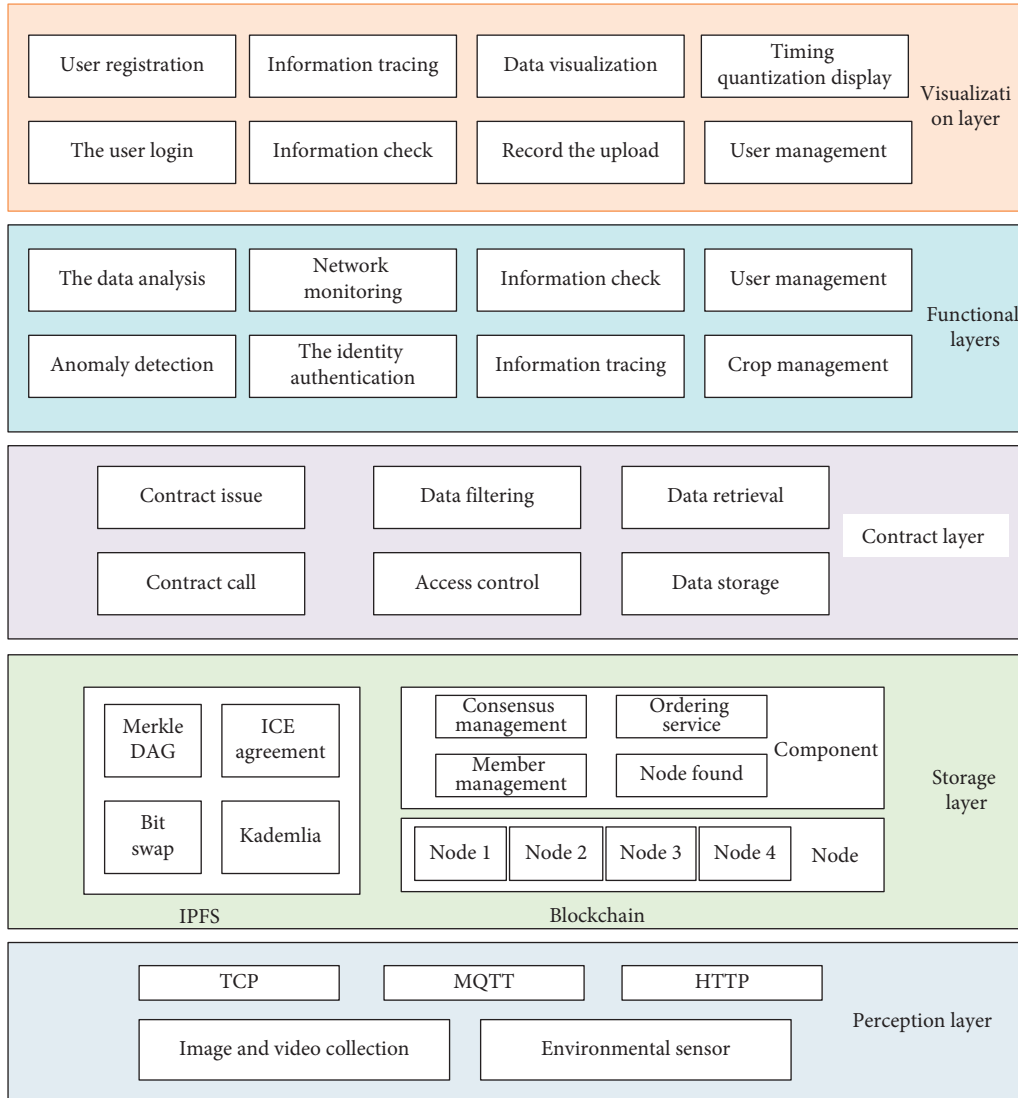 User registration
Information tracing
Data visualization
Timing
quantization display
The user login
Information check
Record the upload
User management
Visualizati
on layer
The data analysis
Network
monitoring
Information check
User management
Anomaly detection
The identity
authentication
Information tracing
Crop management
Functional
layers
Contract issue
Data filtering
Data retrieval
Contract call
Access control
Data storage
Contract layer
Merkle
DAG
ICE
agreement
Bit
swap
Kademlia
IPFS
Consensus
management
Ordering
service
Member
management
Node found
Component
Node 1
Node 2
Node 3
Node 4
Node
Blockchain
Storage
layer
TCP
MQTT
HTTP
Image and video collection
Environmental sensor
Perception layer